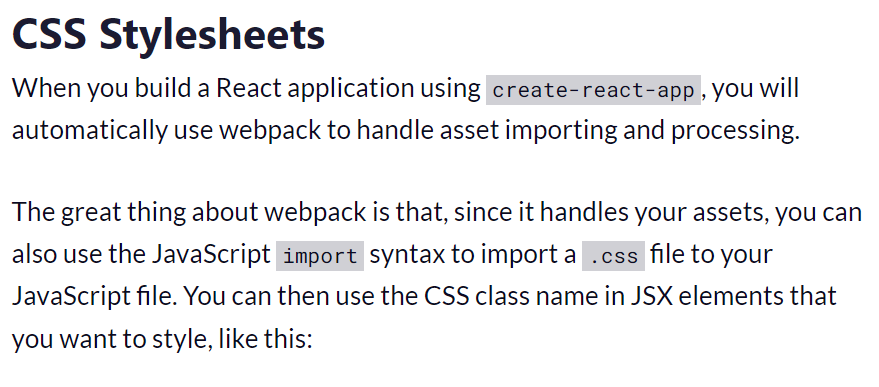 CSS Stylesheets
When you build a React application using create-react-app, you will
automatically use webpack to handle asset importing and processing.
The great thing about webpack is that, since it handles your assets, you can
also use the JavaScript import syntax to import a .css file to your
JavaScript file. You can then use the CSS class name in JSX elements that
you want to style, like this: